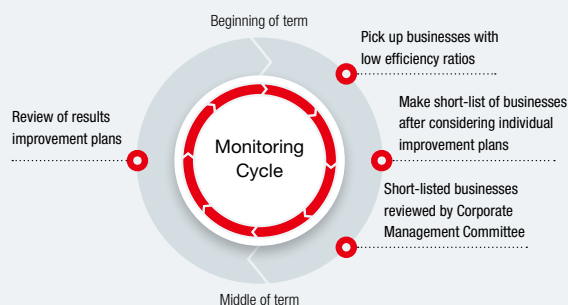 Beginning of term
Pick up businesses with
low efficiency ratios
Review of results
improvement plans
Make short-list of businesses
after considering individual
improvement plans
Monitoring
Cycle
Short-listed businesses
reviewed by Corporate
Management Committee
Middle of term